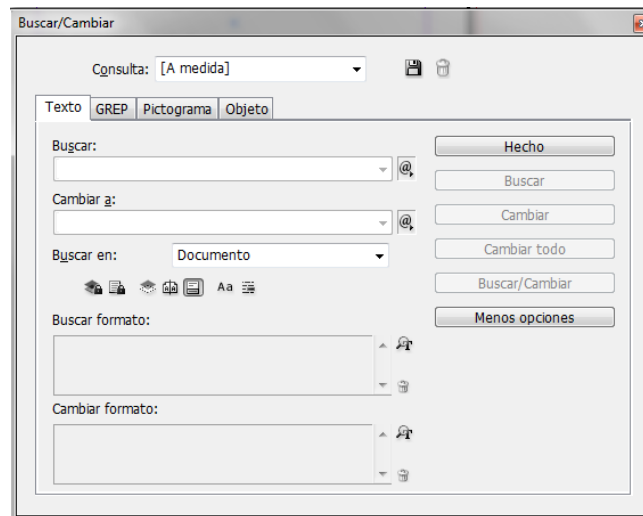 Buscar/Cambiar
Consulta: [A medida]
Texto GREP Pictograma Objeto
Buscar:
Cambiar a:
Buscar en: Documento
Aa
Buscar formato:
Cambiar formato:
Hecho
Buscar
Cambiar
Cambiar todo
Buscar/Cambiar
Menos opciones